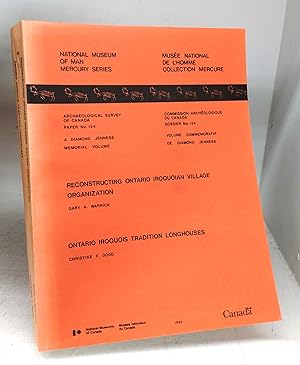 NATIONAL MUSEUM
OF MAN
MERCURY SERIES
MUSÉE NATIONAL
DE L'HOMME
COLLECTION MERCURE
ARCHAEOLOGICAL SURVEY
OF CANADA
PAPER No. 124
A DIAMOND JENNESS
MEMORIAL VOLUME
COMMISSION ARCHÉOLOGIQUE
DU CANADA
DOSSIER No. 124
VOLUME COMMEMORATIF
DE DIAMOND JENNESS
RECONSTRUCTING ONTARIO IROQUOIAN VILLAGE
ORGANIZATION
GARY A. WARRICK
ONTARIO IROQUOIS TRADITION LONGHOUSES
CHRISTINE F. DODD
National Museums
of Canada
Musées nationaux
du Canada
1984
Canada